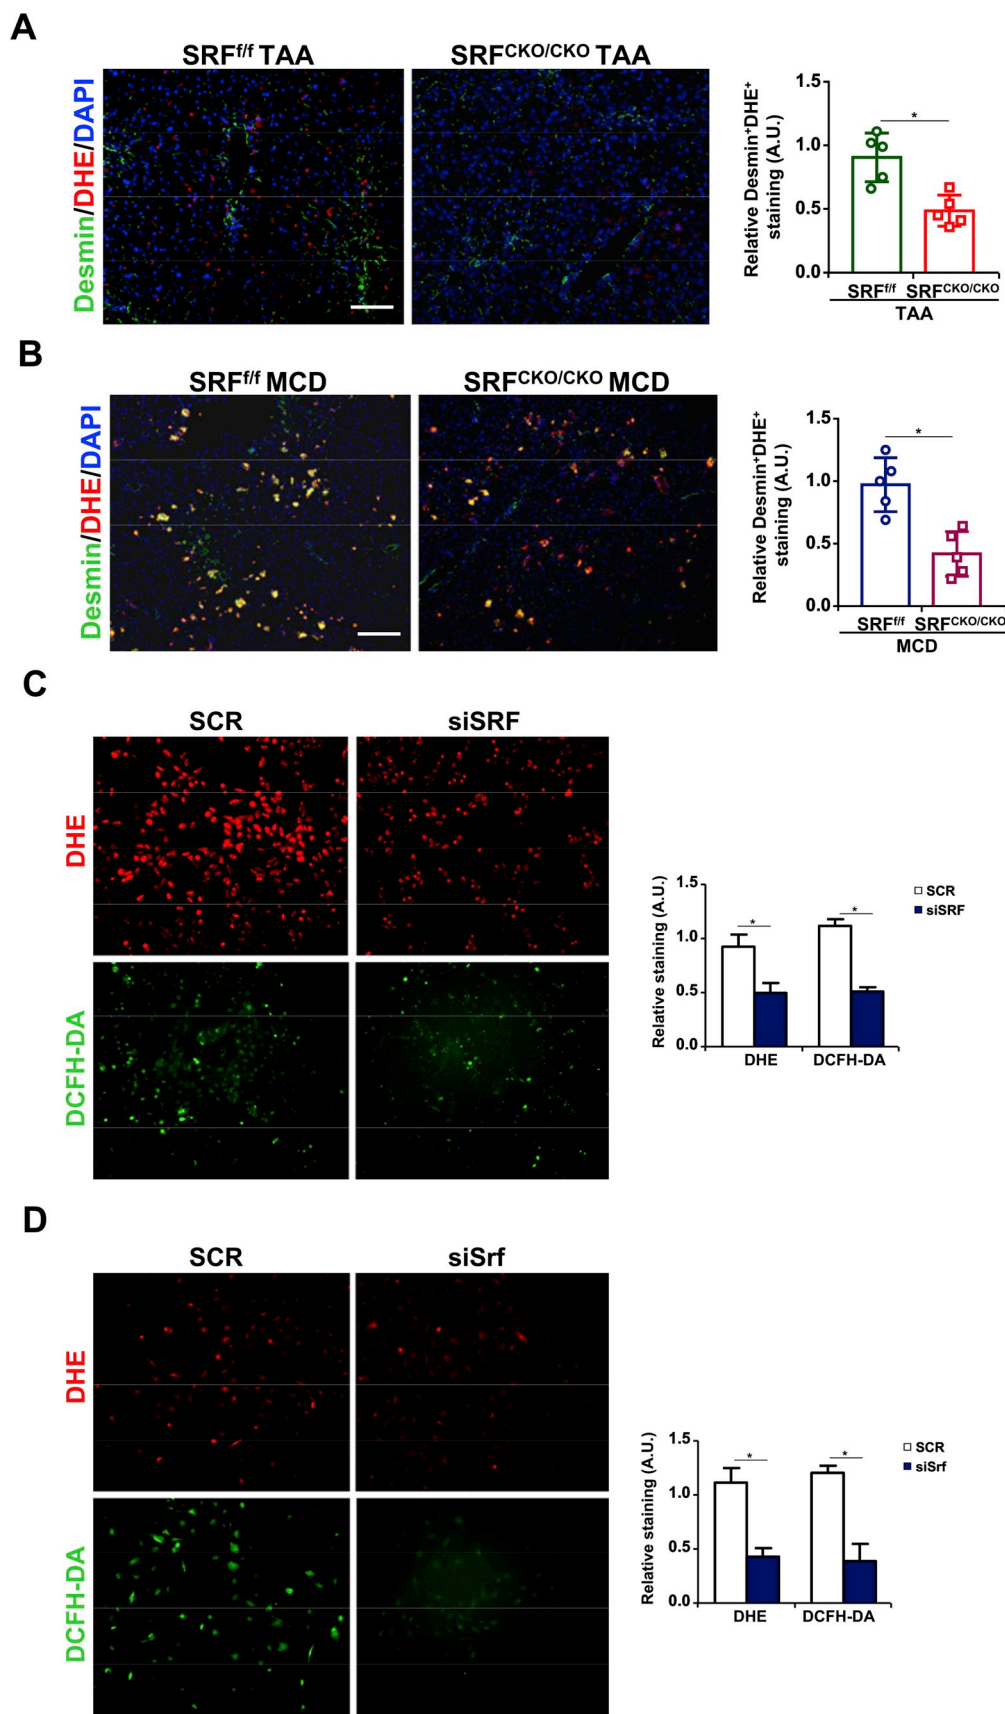 A
SRFf/f TAA
SRFCKO/CKO TAA
Desmin/DHE/DAPI
Relative Desmin+DHE+
staining (A.U.)
1.5
*
1.0
0.5
0.0
SRFf/f SRFCKO/CKO
TAA
B
SRFf/f MCD
SRFCKO/CKO MCD
Desmin/DHE/DAPI
Relative Desmin+DHE+
staining (A.U.)
1.5
*
1.0
0.5
0.0
SRFf/f SRFCKO/CKO
MCD
C
SCR
siSRF
DHE
DCFH-DA
Relative staining (A.U.)
1.5
* *
1.0
0.5
0.0
DHE DCFH-DA
SCR
siSRF
D
SCR
siSrf
DHE
DCFH-DA
Relative staining (A.U.)
1.5
* *
1.0
0.5
0.0
DHE DCFH-DA
SCR
siSrf